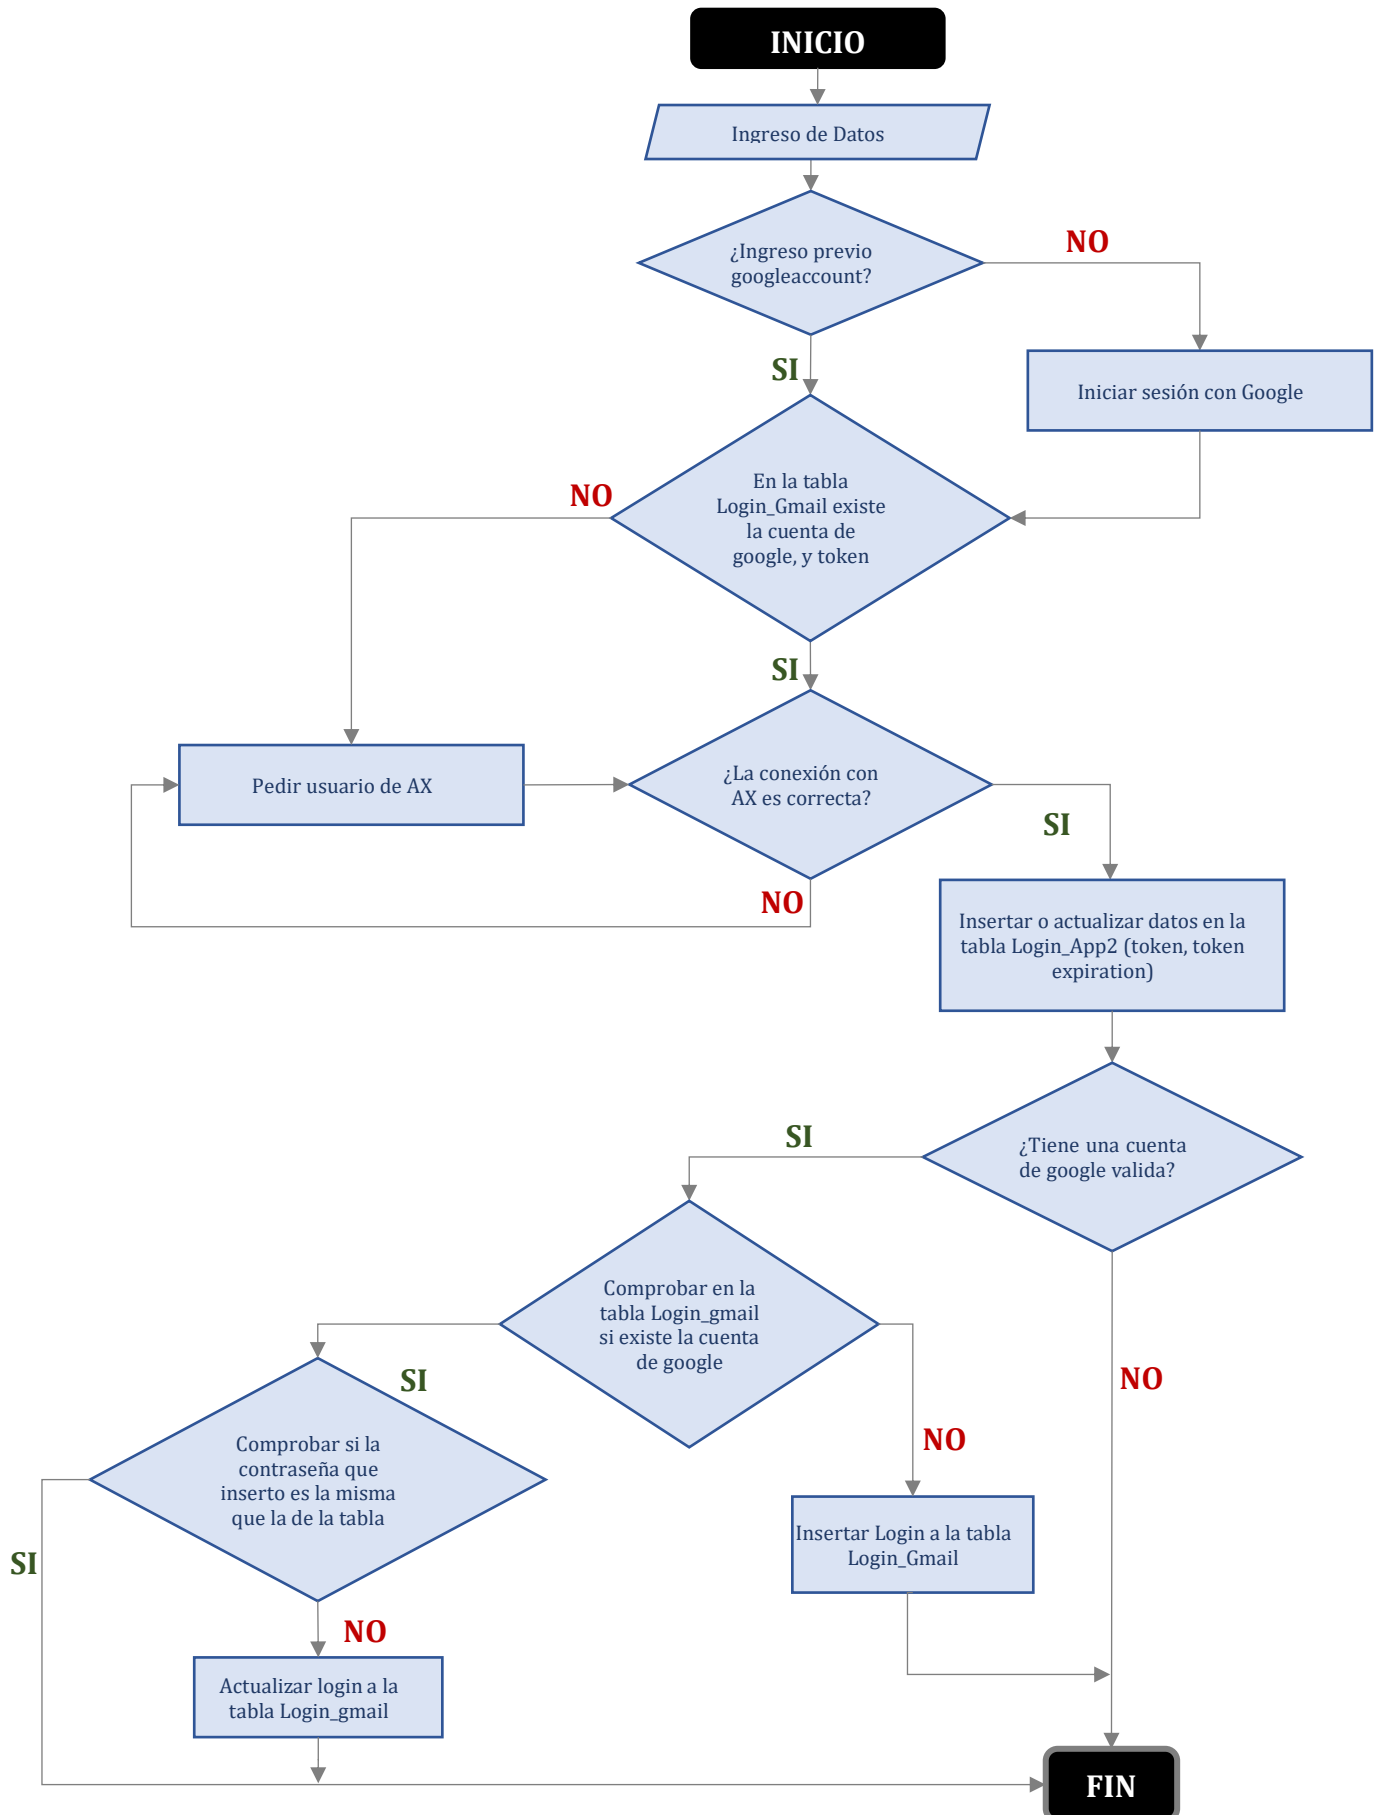 INICIO
Ingreso de Datos
¿Ingreso previo
googleaccount?
NO
SI
Iniciar sesión con Google
En la tabla
Login_Gmail existe
la cuenta de
google, y token
NO
SI
Pedir usuario de AX
¿La conexión con
AX es correcta?
SI
NO
Insertar o actualizar datos en la
tabla Login_App2 (token, token
expiration)
¿Tiene una cuenta
de google valida?
SI
NO
Comprobar en la
tabla Login_gmail
si existe la cuenta
de google
SI
NO
Comprobar si la
contraseña que
inserto es la misma
que la de la tabla
SI
NO
Insertar Login a la tabla
Login_Gmail
Actualizar login a la
tabla Login_gmail
FIN